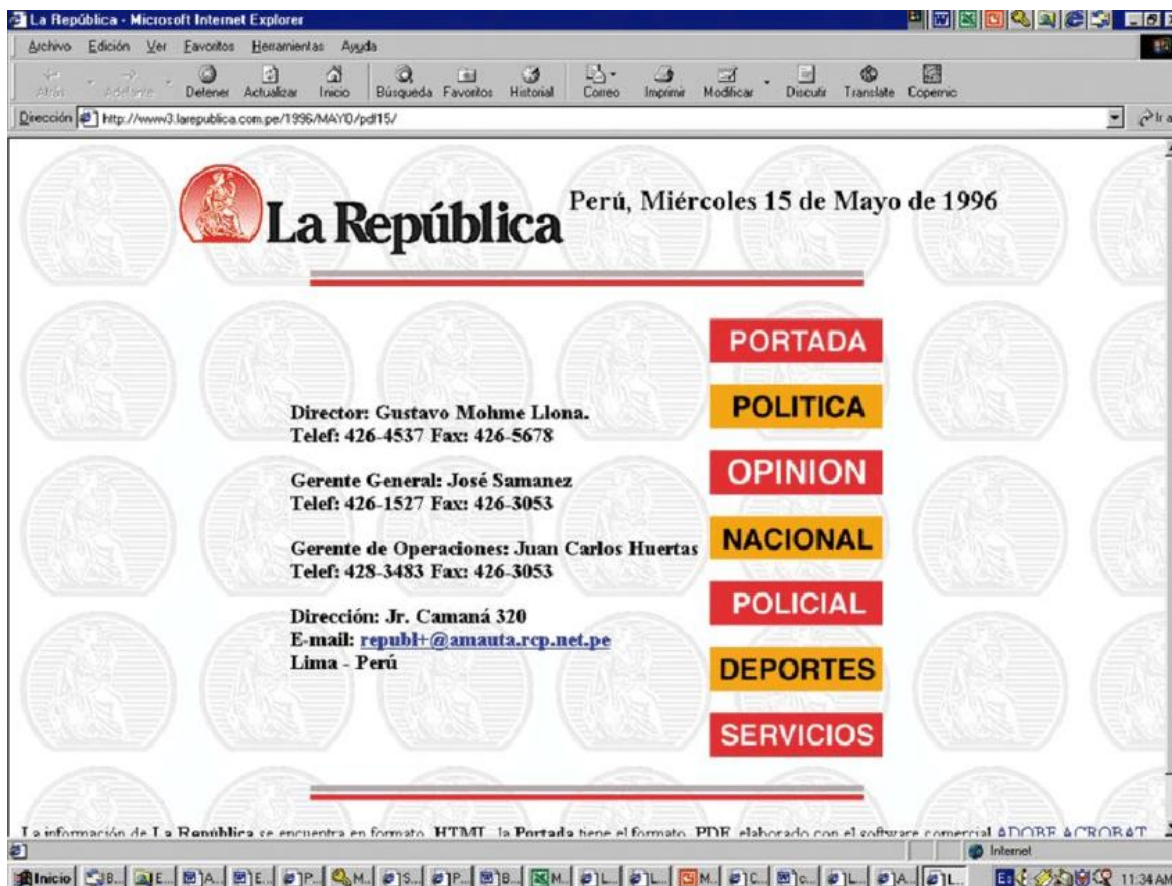 La República - Microsoft Internet Explorer
Archivo Edición Ver Favoritos Herramientas Ayuda
Atrás Adelante Detener Actualizar Inicio Búsqueda Favoritos Historial Correo Imprimir Modificar Discutir Translate Copernic
Dirección http://www3.larepublica.com.pe/1996/MAYO/pdf15/ Ir a
La República
Perú, Miércoles 15 de Mayo de 1996
PORTADA
POLITICA
OPINION
NACIONAL
POLICIAL
DEPORTES
SERVICIOS
Director: Gustavo Mohme Llona.
Telef: 426-4537 Fax: 426-5678
Gerente General: José Samanez
Telef: 426-1527 Fax: 426-3053
Gerente de Operaciones: Juan Carlos Huertas
Telef: 428-3483 Fax: 426-3053
Dirección: Jr. Camaná 320
E-mail: republ+@amauta.rcp.net.pe
Lima - Perú
La información de La República se encuentra en formato HTML, la Portada tiene el formato PDF, elaborado con el software comercial ADOBE ACROBAT
Internet
Inicio B... E... A... E... P... M... S... P... B... M... L... L... M... C... c... L... A... L... 11:34 AM